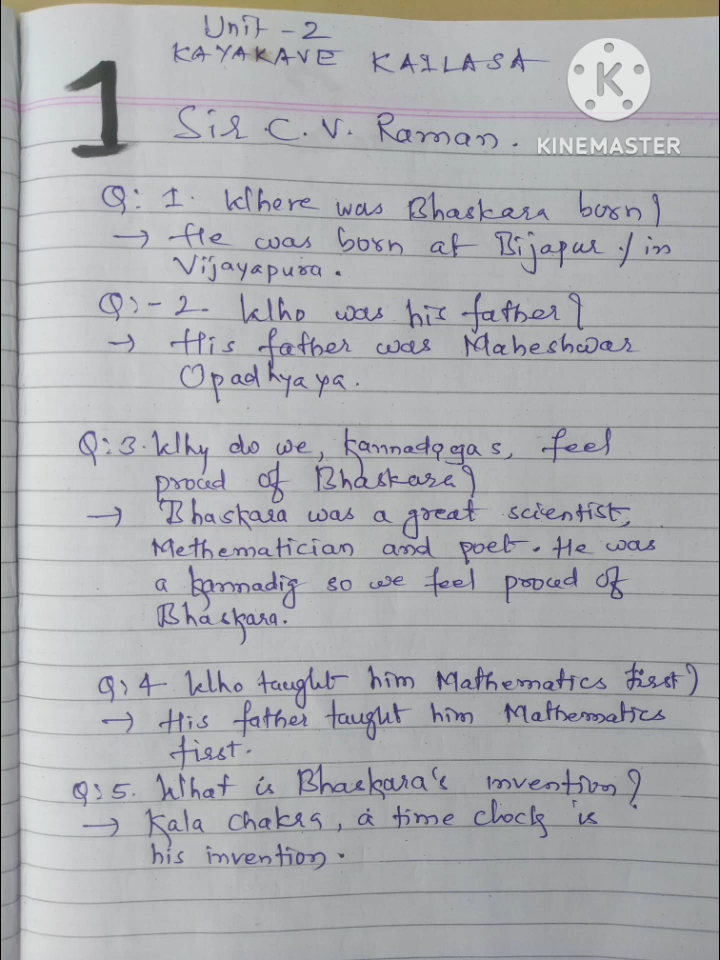 Unit - 2
KAYAKAVE KAILASA
K
KINEMASTER
1
Sir C. V. Raman.
Q: 1. Where was Bhaskara born?
→ He was born at Bijapur / in
Vijayapura.
Q:- 2. Who was his father?
→ His father was Maheshwar
Opadhyaya.
Q:3. Why do we, kannadigas, feel
proud of Bhaskara?
→ Bhaskara was a great scientist,
Methematician and poet. He was
a kannadig so we feel proud of
Bhaskara.
Q:4 Who taught him Mathematics first?
→ His father taught him Mathematics
first.
Q:5. What is Bhaskara's invention?
→ Kala chakra, a time clock is
his invention.